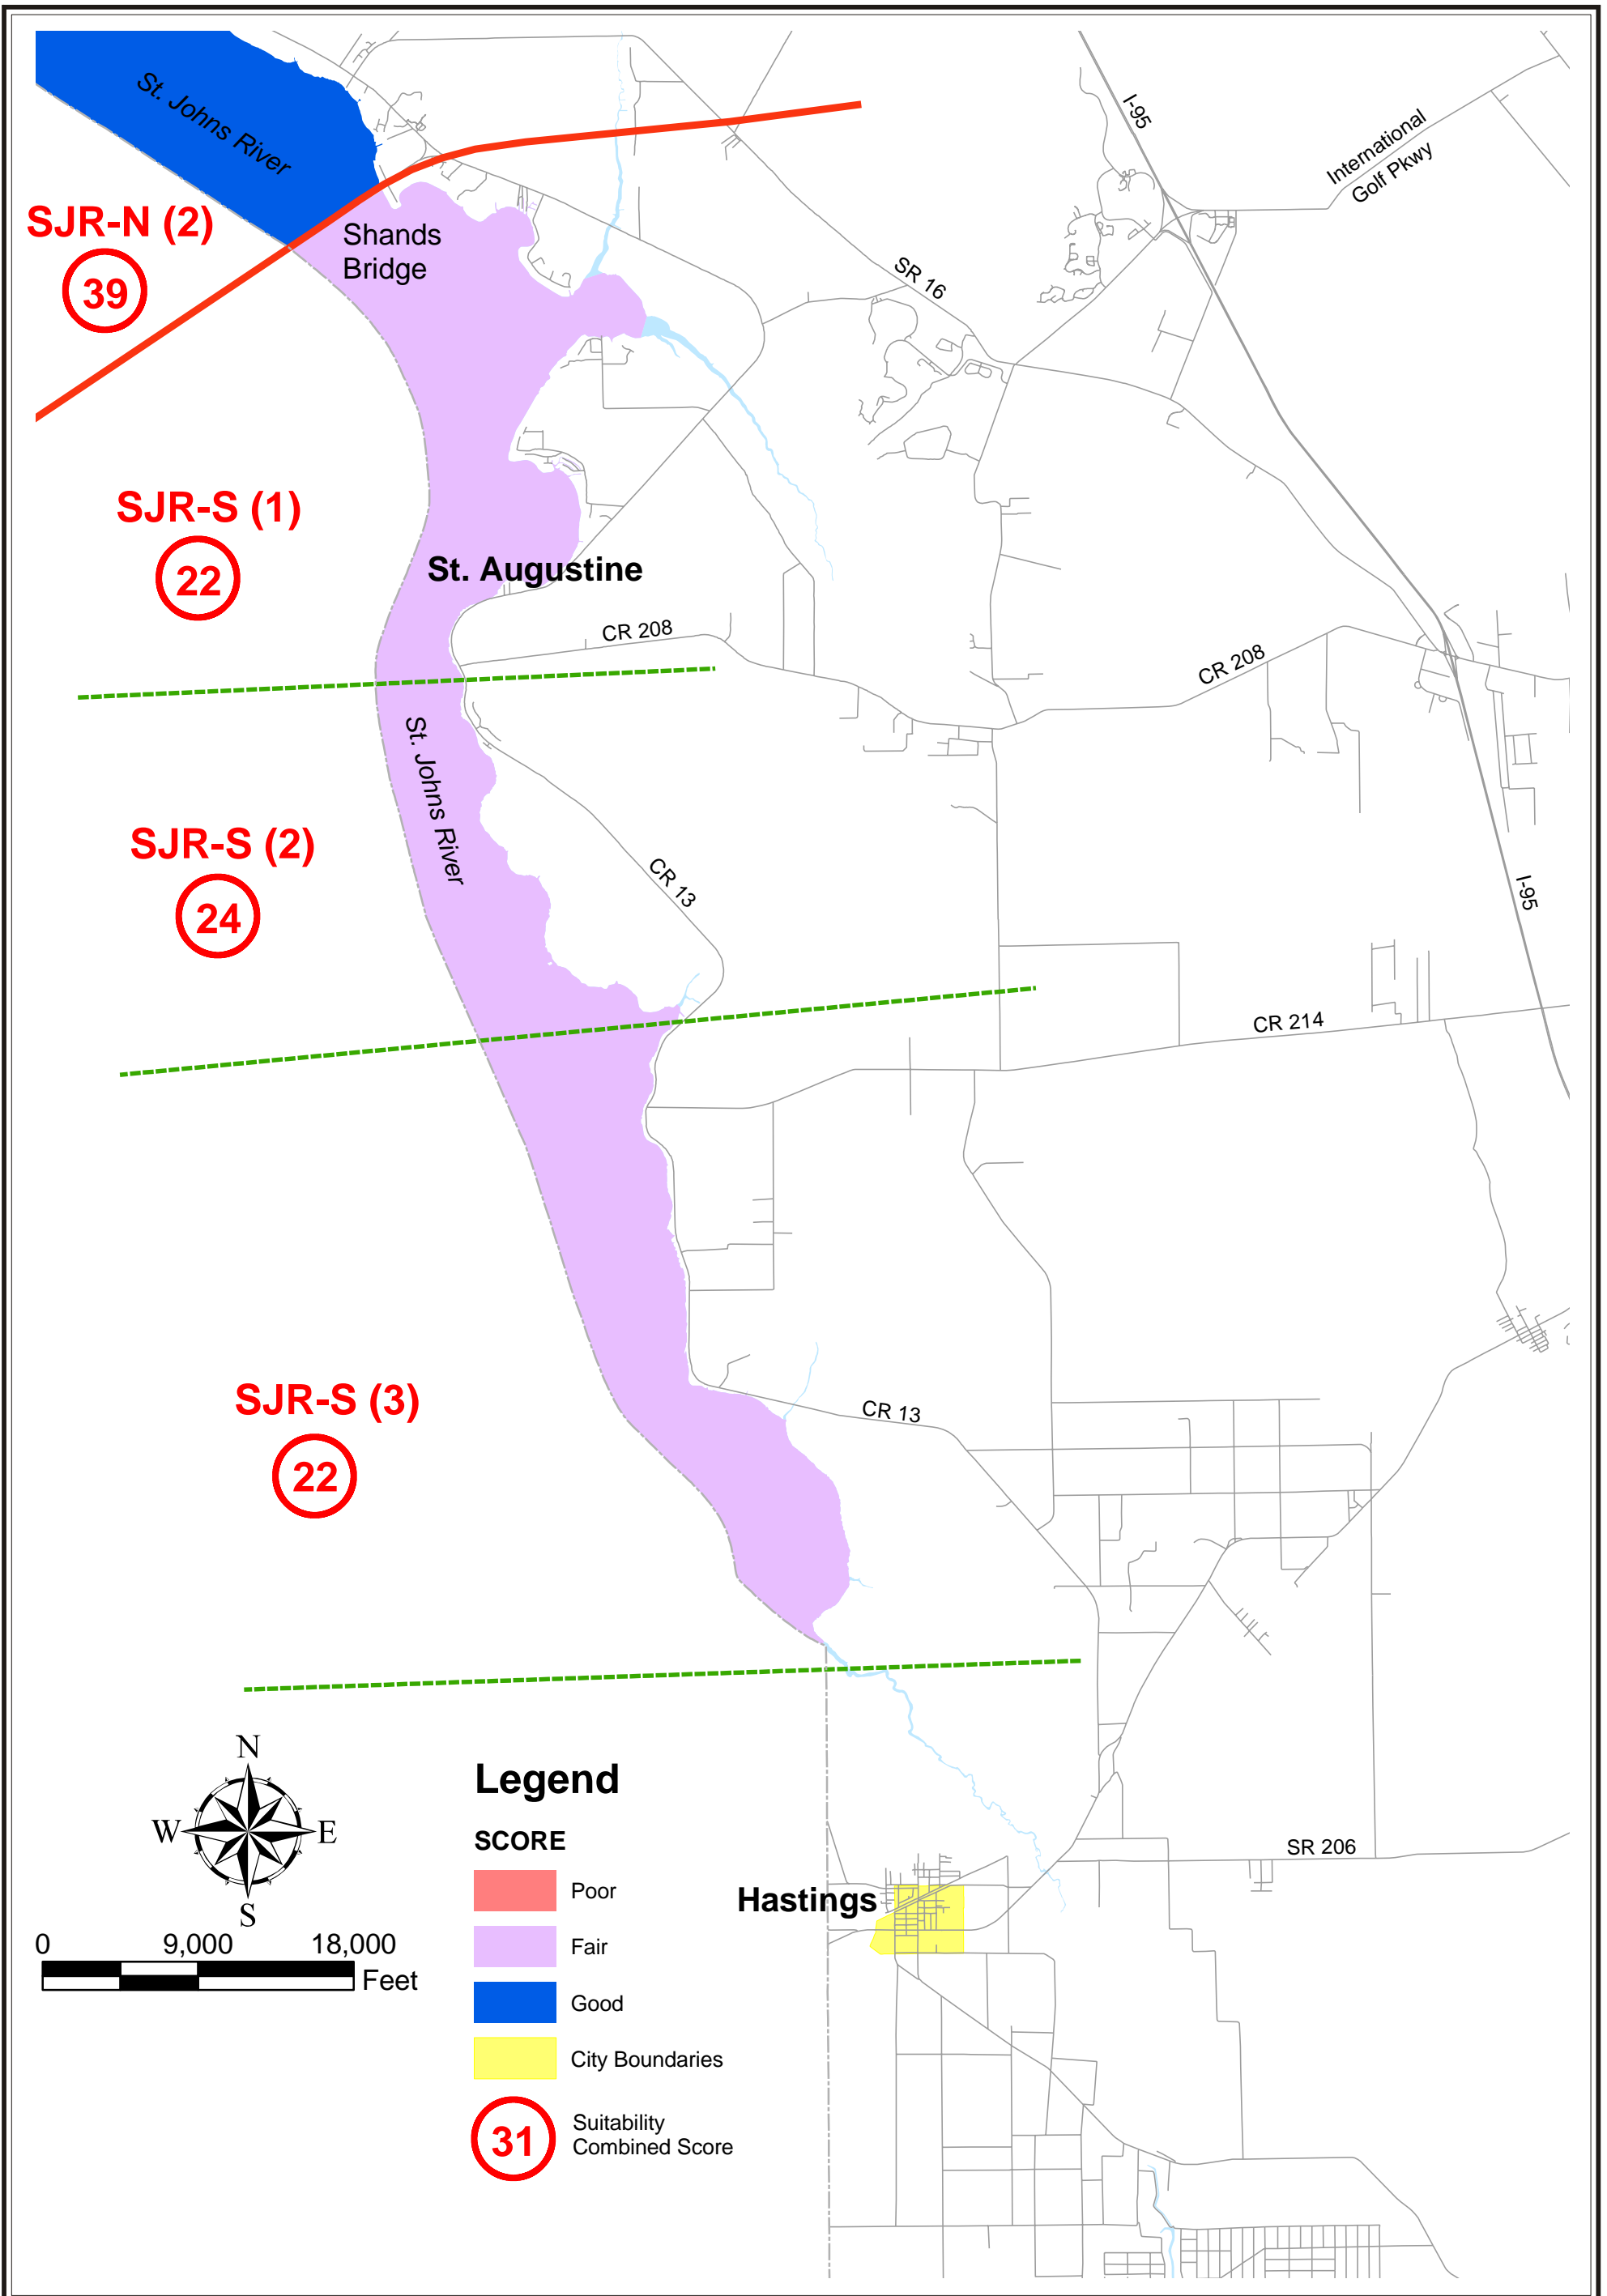 St. Johns River
I-95
International
Golf Pkwy
SJR-N (2)
39
Shands
Bridge
SR 16
SJR-S (1)
22
St. Augustine
CR 208
CR 208
St. Johns River
SJR-S (2)
24
CR 13
I-95
CR 214
SJR-S (3)
22
CR 13
N
W
E
S
0
9,000
18,000
Feet
Legend
SCORE
Poor
Fair
Good
City Boundaries
31
Suitability
Combined Score
Hastings
SR 206